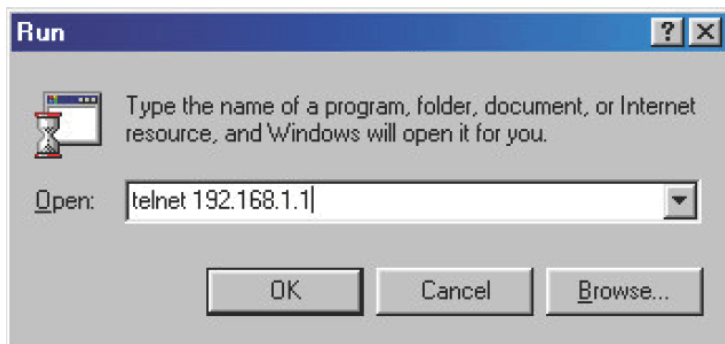 Run
Type the name of a program, folder, document, or Internet
resource, and Windows will open it for you.
Open: telnet 192.168.1.1
OK Cancel Browse...